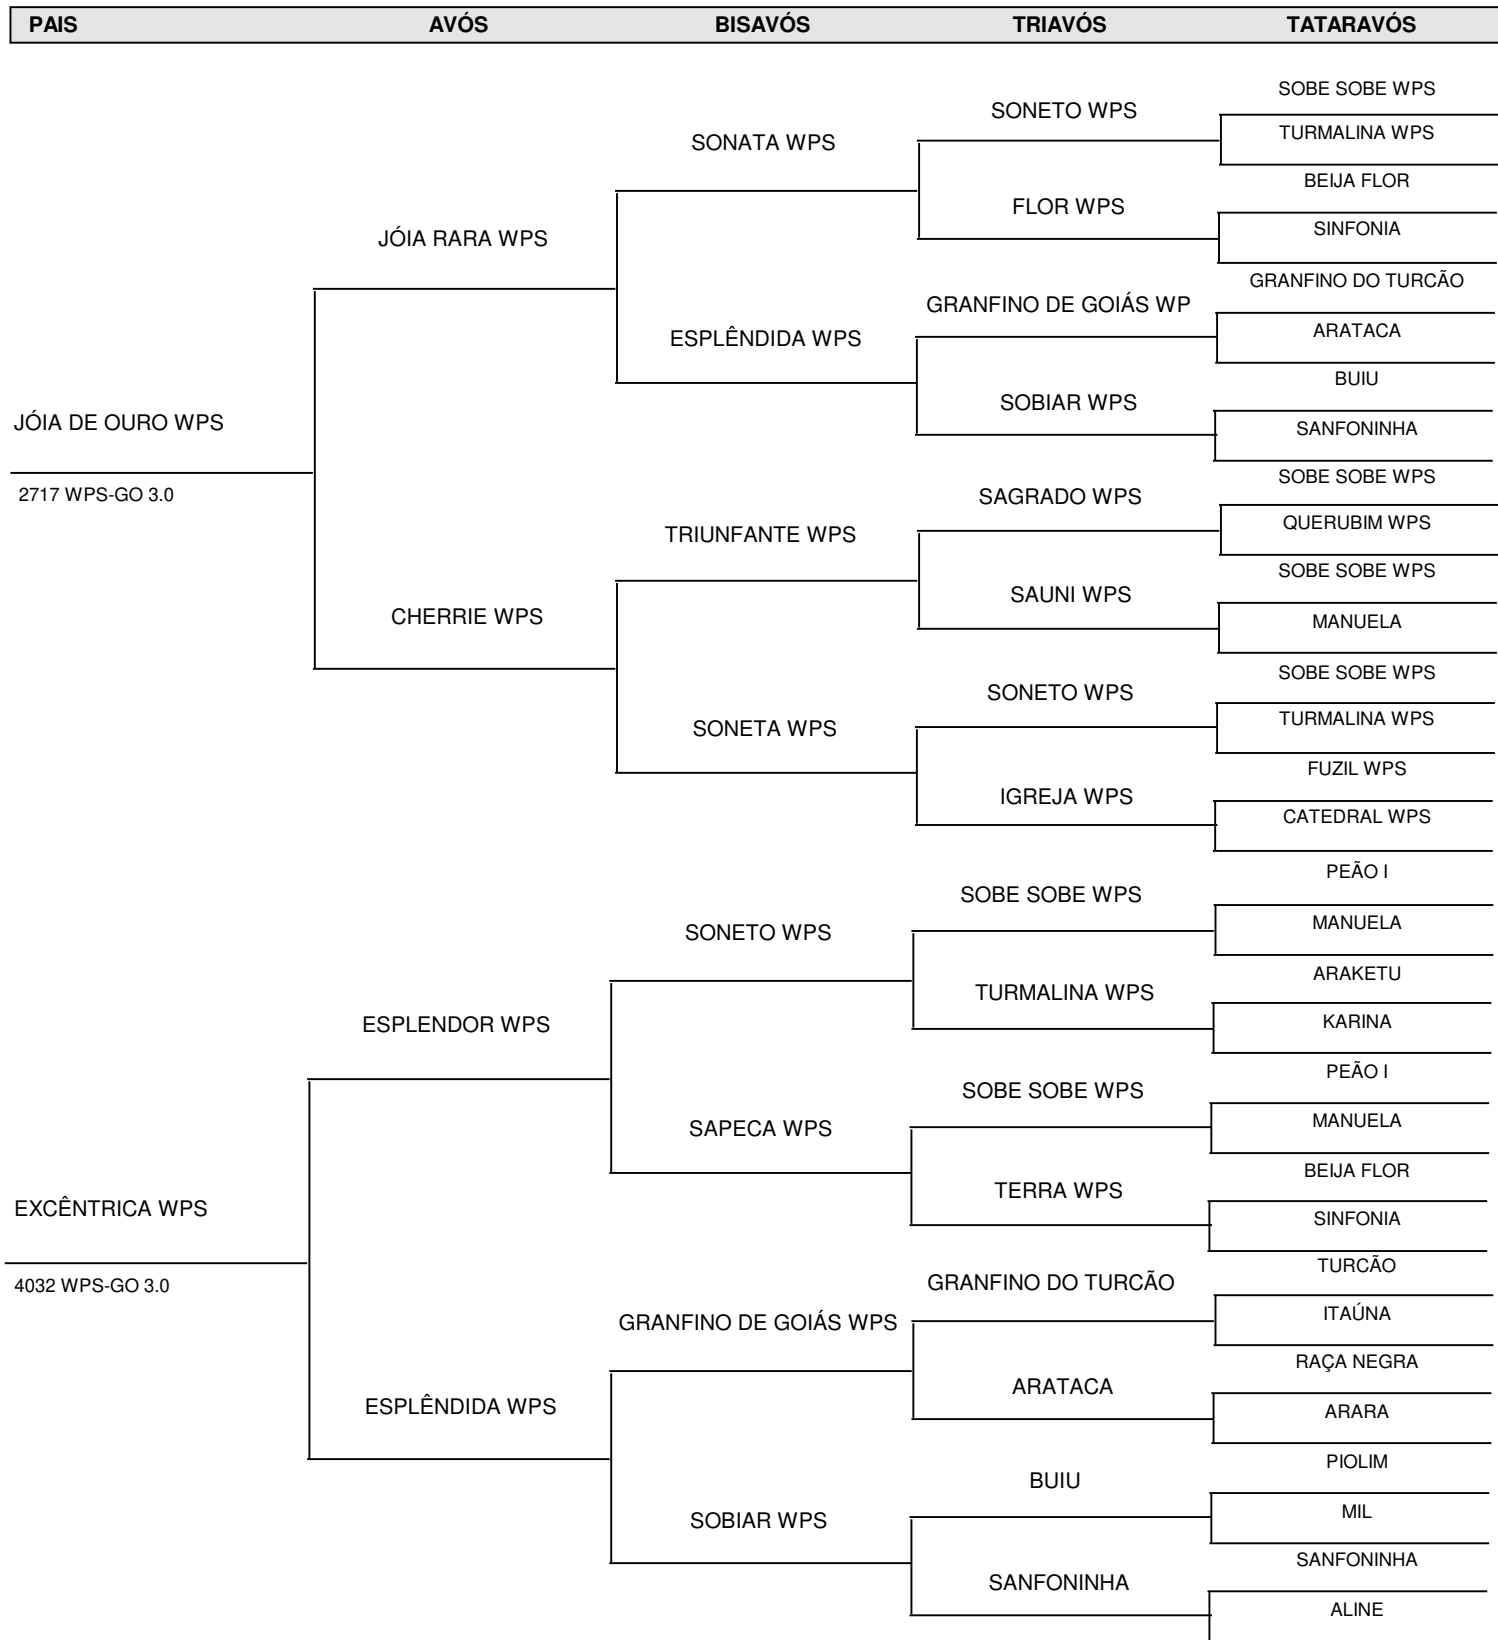 PAIS AVÓS BISAVÓS TRIAVÓS TATARAVÓS
SOBE SOBE WPS
SONETO WPS
TURMALINA WPS
SONATA WPS
BEIJA FLOR
FLOR WPS
SINFONIA
JÓIA RARA WPS
GRANFINO DO TURCÃO
GRANFINO DE GOIÁS WP
ARATACA
ESPLÊNDIDA WPS
BUIU
SOBIAR WPS
JÓIA DE OURO WPS
SANFONINHA
SOBE SOBE WPS
2717 WPS-GO 3.0
SAGRADO WPS
QUERUBIM WPS
TRIUNFANTE WPS
SOBE SOBE WPS
SAUNI WPS
CHERRIE WPS
MANUELA
SOBE SOBE WPS
SONETO WPS
TURMALINA WPS
SONETA WPS
FUZIL WPS
IGREJA WPS
CATEDRAL WPS
PEÃO I
SOBE SOBE WPS
MANUELA
SONETO WPS
ARAKETU
TURMALINA WPS
KARINA
ESPLENDOR WPS
PEÃO I
SOBE SOBE WPS
MANUELA
SAPECA WPS
BEIJA FLOR
TERRA WPS
EXCÊNTRICA WPS
SINFONIA
TURCÃO
4032 WPS-GO 3.0
GRANFINO DO TURCÃO
ITAÚNA
GRANFINO DE GOIÁS WPS
RAÇA NEGRA
ARATACA
ESPLÊNDIDA WPS
ARARA
PIOLIM
BUIU
MIL
SOBIAR WPS
SANFONINHA
SANFONINHA
ALINE